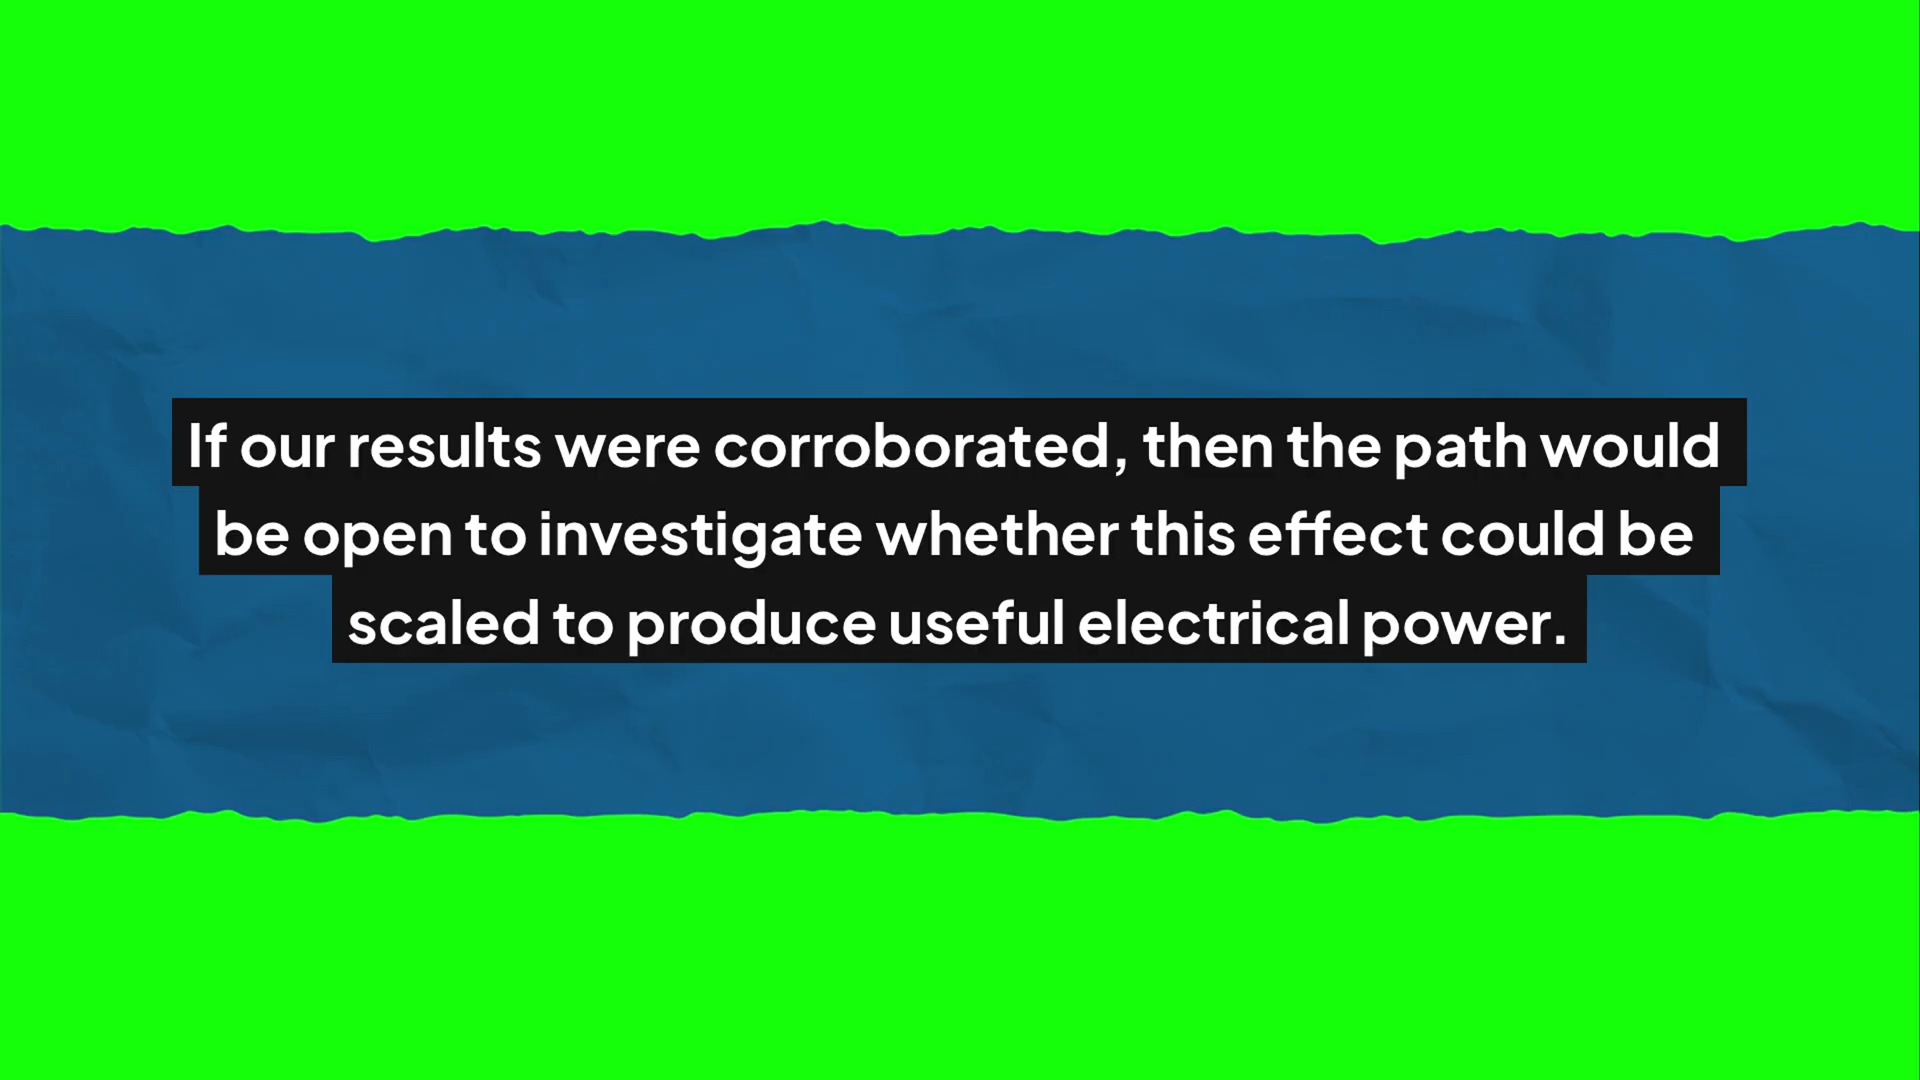 If our results were corroborated, then the path would
be open to investigate whether this effect could be
scaled to produce useful electrical power.